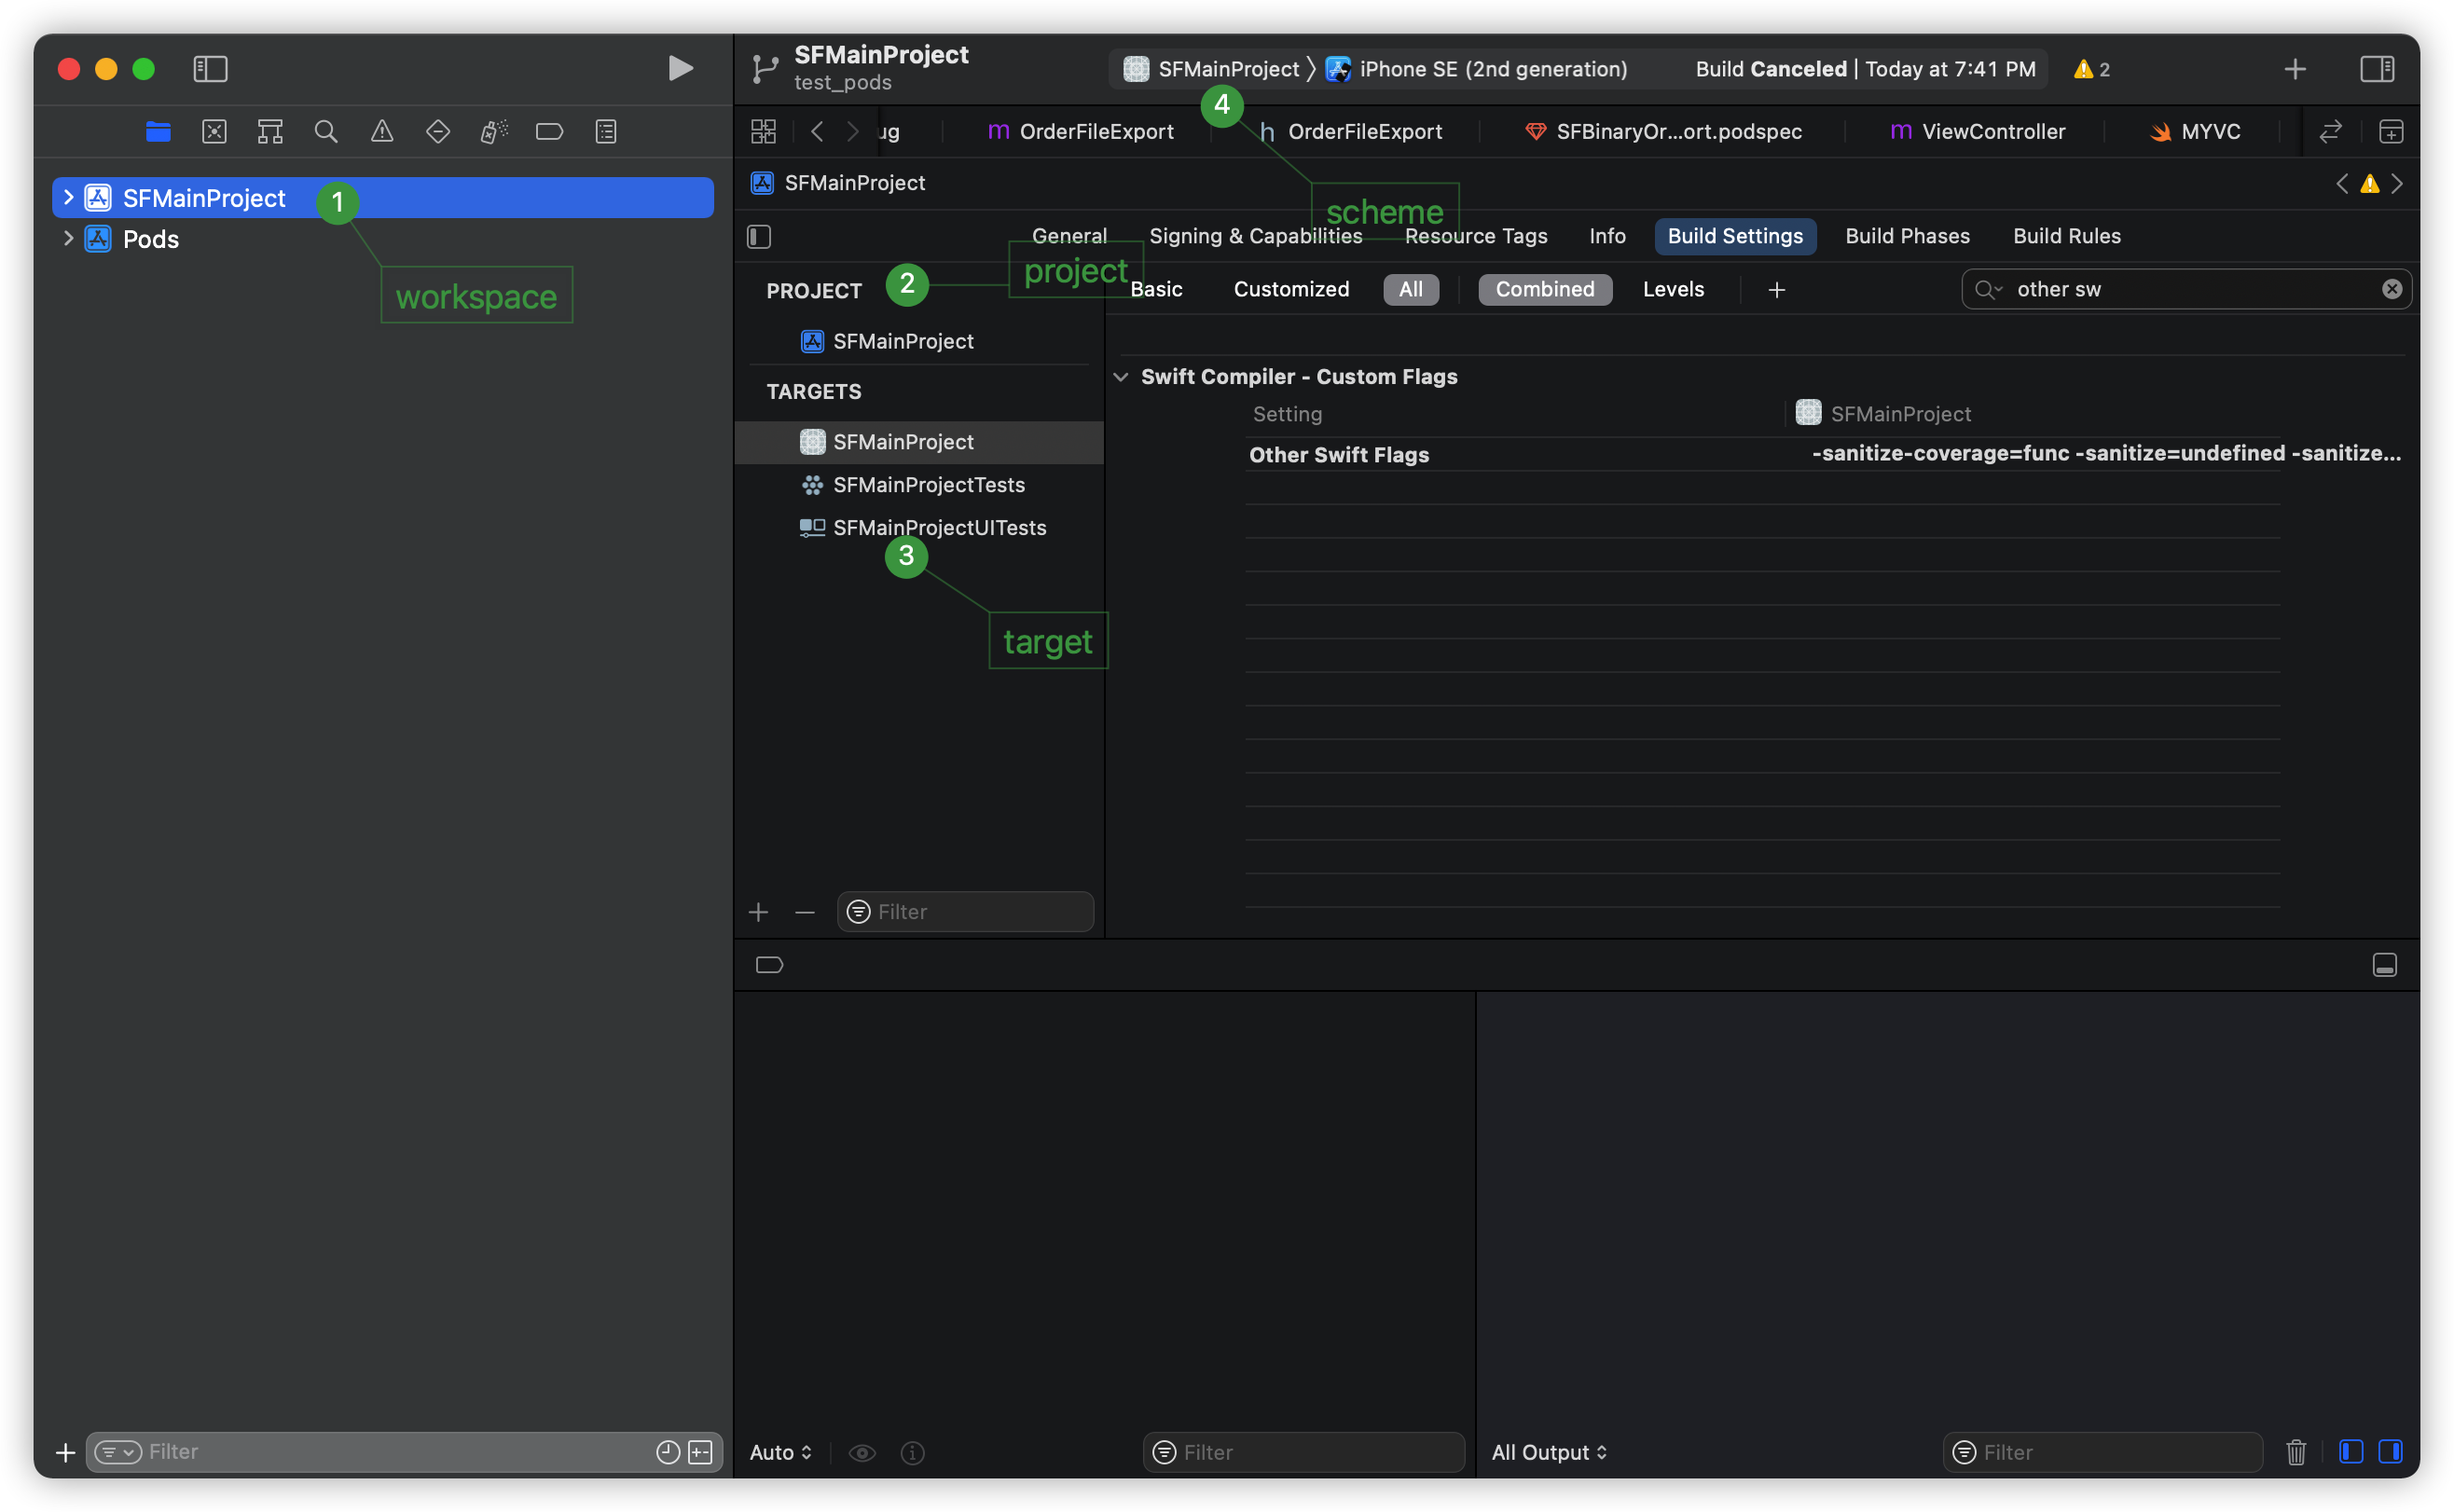 SFMainProject
test_pods
SFMainProject
iPhone SE (2nd generation)
Build Canceled | Today at 7:41 PM
2
4
ug
m OrderFileExport
h OrderFileExport
SFBinaryOr...ort.podspec
m ViewController
MYVC
SFMainProject
1
Pods
workspace
SFMainProject
scheme
General
Signing & Capabilities
Resource Tags
Info
Build Settings
Build Phases
Build Rules
PROJECT
2
project
Basic
Customized
All
Combined
Levels
other sw
SFMainProject
TARGETS
SFMainProject
SFMainProjectTests
SFMainProjectUITests
3
target
Swift Compiler - Custom Flags
Setting
SFMainProject
Other Swift Flags
-sanitize-coverage=func -sanitize=undefined -sanitize...
Filter
Filter
Auto
Filter
All Output
Filter